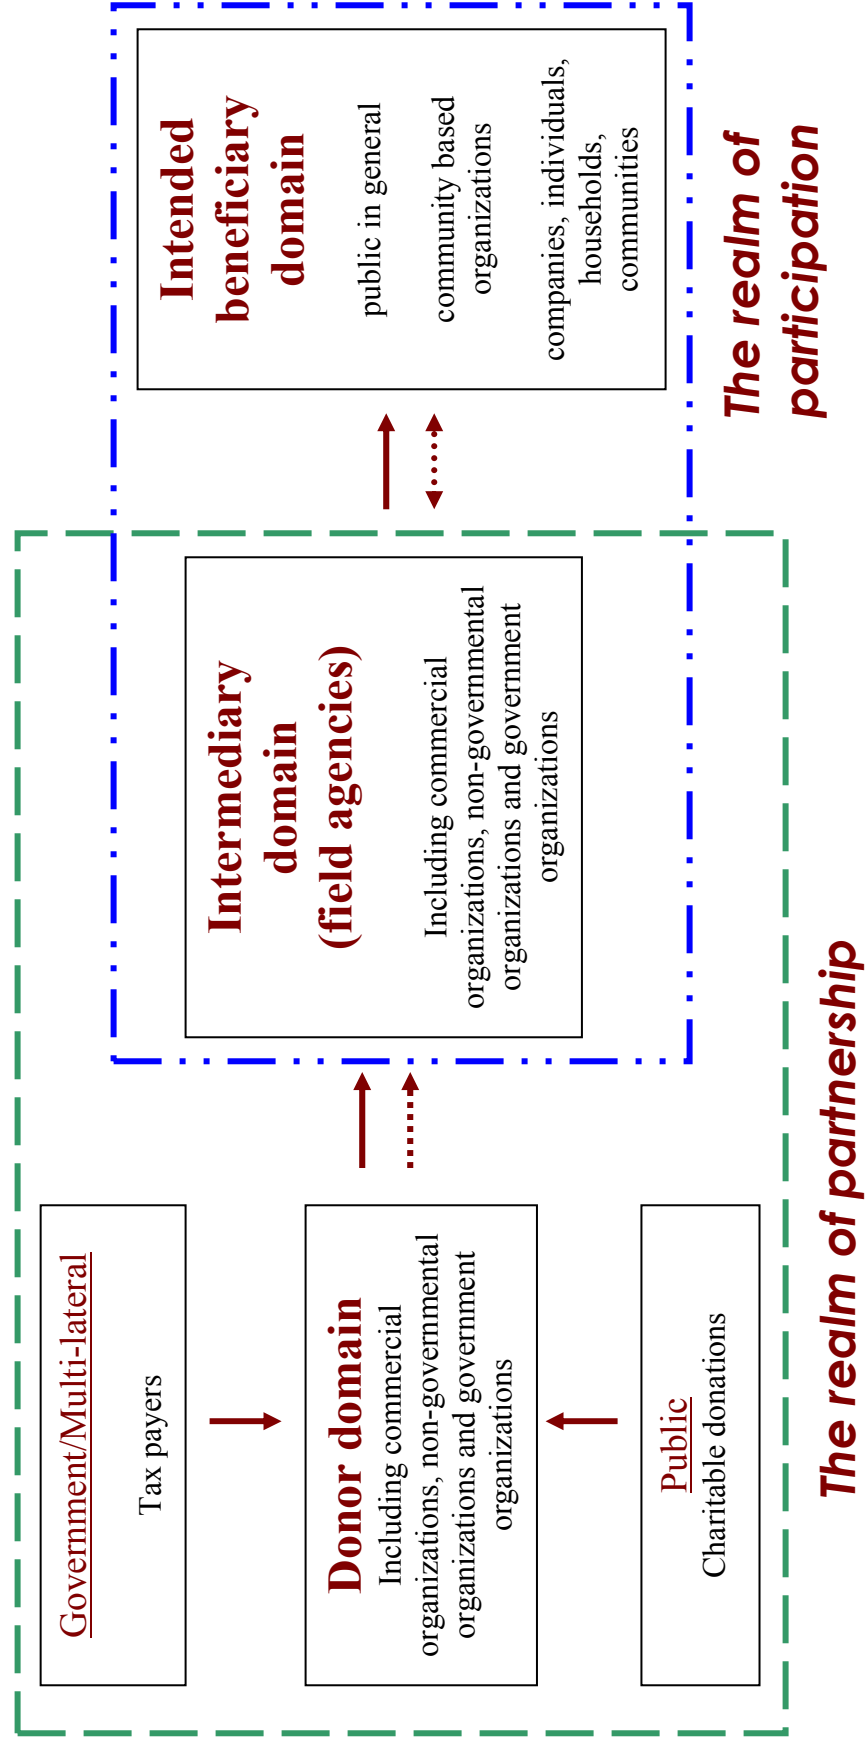 Government/Multi-lateral
Tax payers
Donor domain
Including commercial
organizations, non-governmental
organizations and government
organizations
Public
Charitable donations
Intermediary
domain
(field agencies)
Including commercial
organizations, non-governmental
organizations and government
organizations
Intended
beneficiary
domain
public in general
community based
organizations
companies, individuals,
households,
communities
The realm of partnership
The realm of
participation